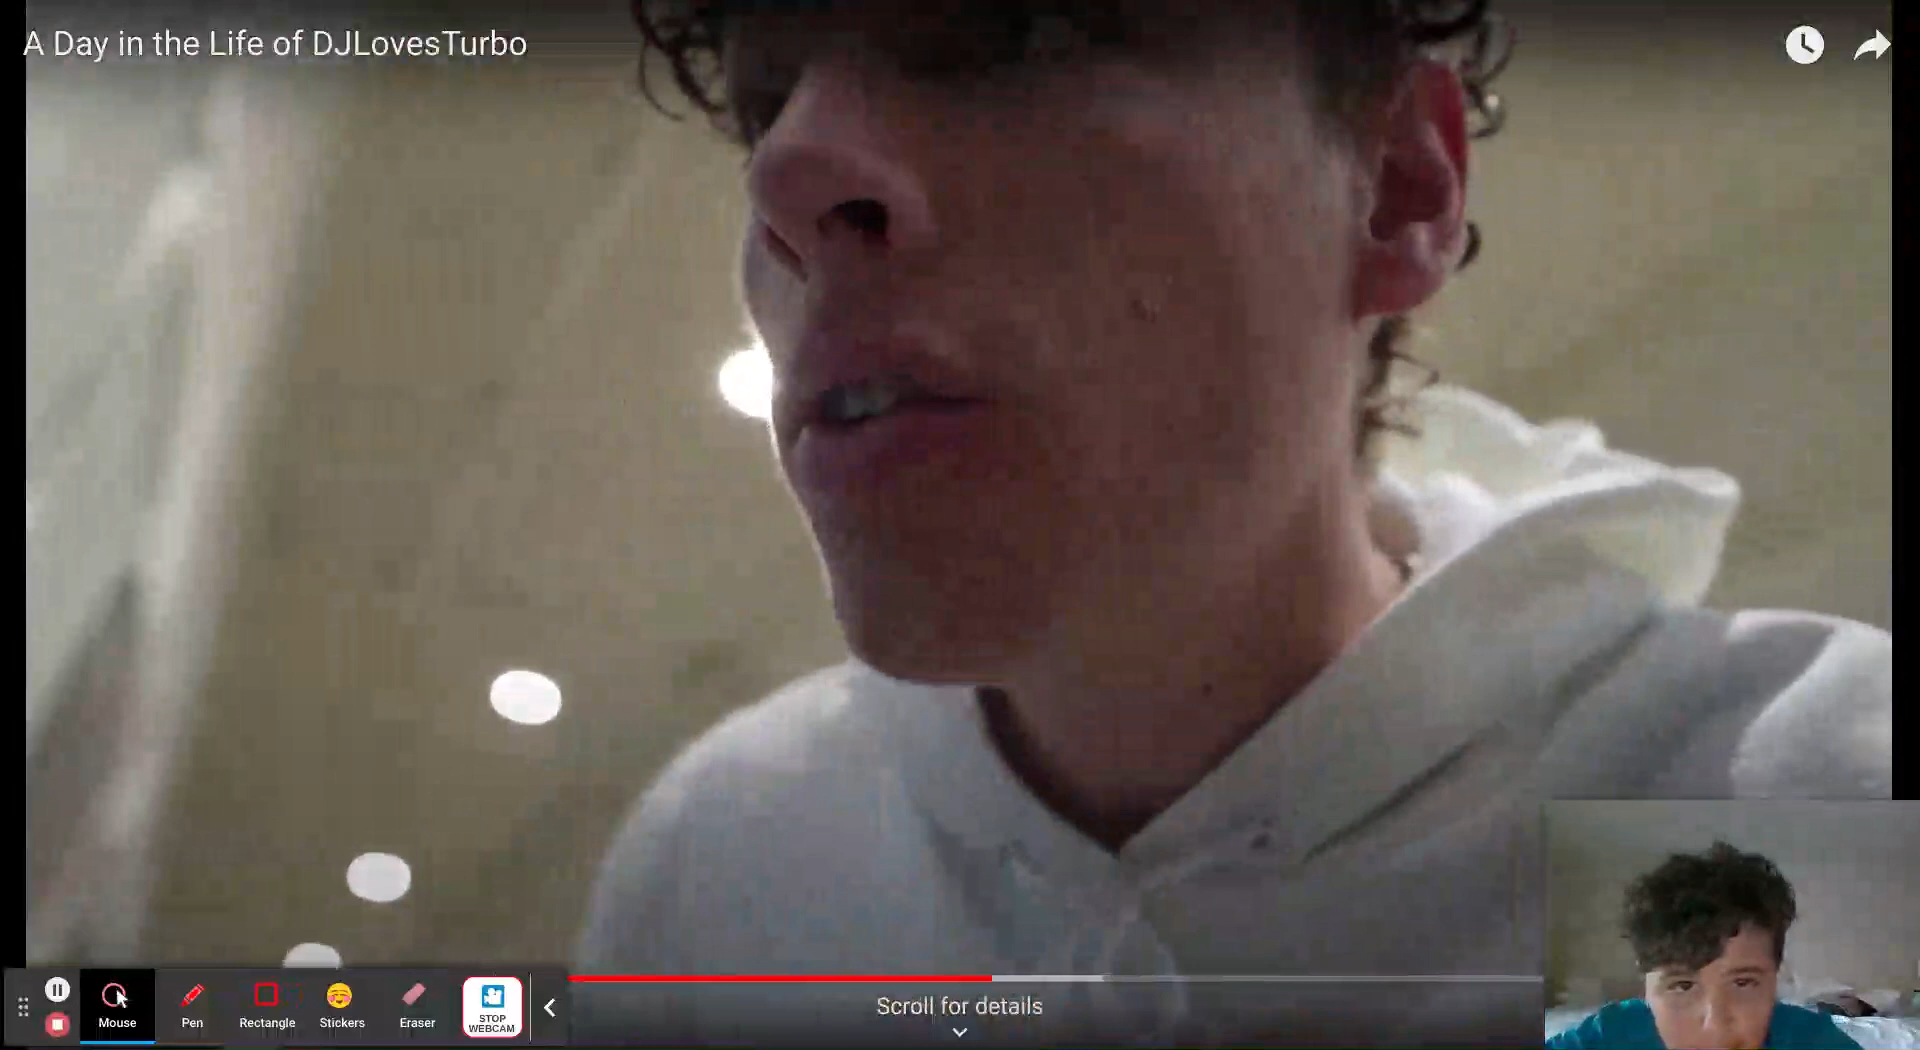 A Day in the Life of DJLovesTurbo
Mouse
Pen
Rectangle
Stickers
Eraser
STOP
WEBCAM
Scroll for details